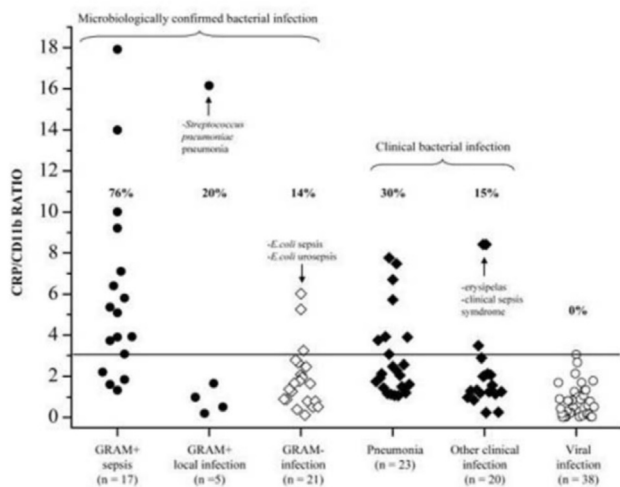 Microbiologically confirmed bacterial infection
18
16
14
12
10
8
6
4
2
0
CRP/CD11b RATIO
-Streptococcus
pneumoniae
pneumonia
Clinical bacterial infection
76%
20%
14%
30%
15%
0%
-E.coli sepsis
-E.coli urosepsis
-erysipelas
-clinical sepsis
syndrome
GRAM+
sepsis
(n = 17)
GRAM+
local infection
(n =5)
GRAM-
infection
(n = 21)
Pneumonia
(n = 23)
Other clinical
infection
(n = 20)
Viral
infection
(n = 38)